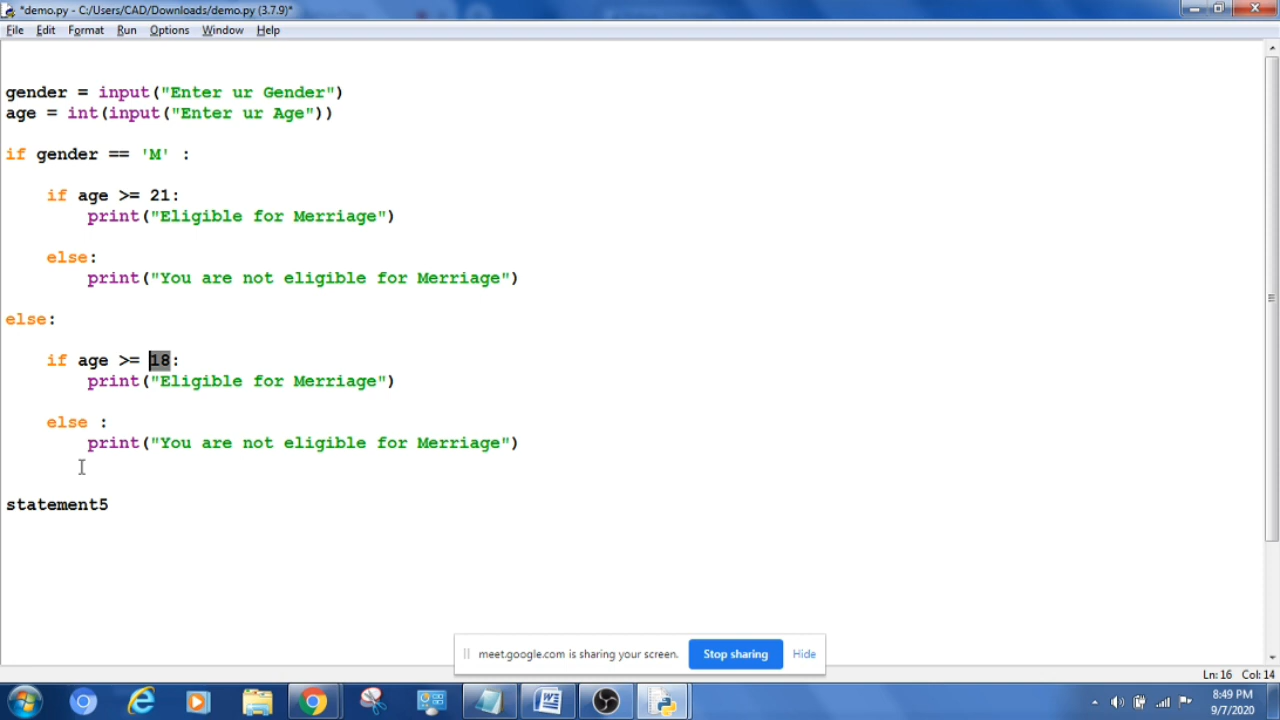 *demo.py - C:/Users/CAD/Downloads/demo.py (3.7.9)*
File Edit Format Run Options Window Help
gender = input("Enter ur Gender")
age = int(input("Enter ur Age"))
if gender == 'M' :
if age >= 21:
print("Eligible for Merriage")
else:
print("You are not eligible for Merriage")
else:
if age >= 18:
print("Eligible for Merriage")
else :
print("You are not eligible for Merriage")
statement5
meet.google.com is sharing your screen. Stop sharing Hide
Ln: 16 Col: 14
8:49 PM
9/7/2020